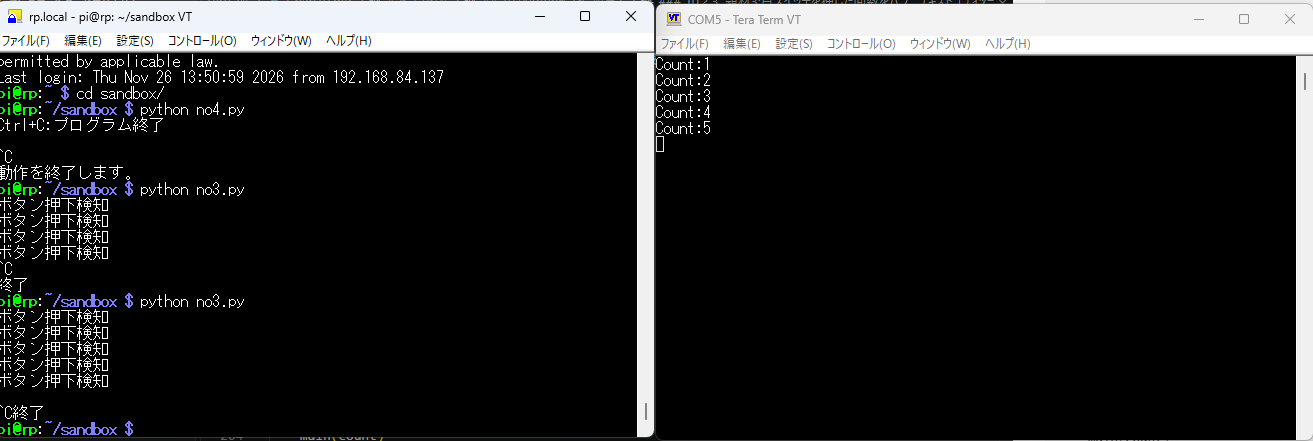 rp.local - pi@rp: ~/sandbox VT
ファイル(F) 編集(E) 設定(S) コントロール(O) ウィンドウ(W) ヘルプ(H)
permitted by applicable law.
Last login: Thu Nov 26 13:50:59 2026 from 192.168.84.137
pi@rp:~ $ cd sandbox/
pi@rp:~/sandbox $ python no4.py
Ctrl+C:プログラム終了
^C
動作を終了します。
pi@rp:~/sandbox $ python no3.py
ボタン押下検知
ボタン押下検知
ボタン押下検知
ボタン押下検知
^C
終了
pi@rp:~/sandbox $ python no3.py
ボタン押下検知
ボタン押下検知
ボタン押下検知
ボタン押下検知
ボタン押下検知
^C終了
pi@rp:~/sandbox $
VT COM5 - Tera Term VT
ファイル(F) 編集(E) 設定(S) コントロール(O) ウィンドウ(W) ヘルプ(H)
Count:1
Count:2
Count:3
Count:4
Count:5